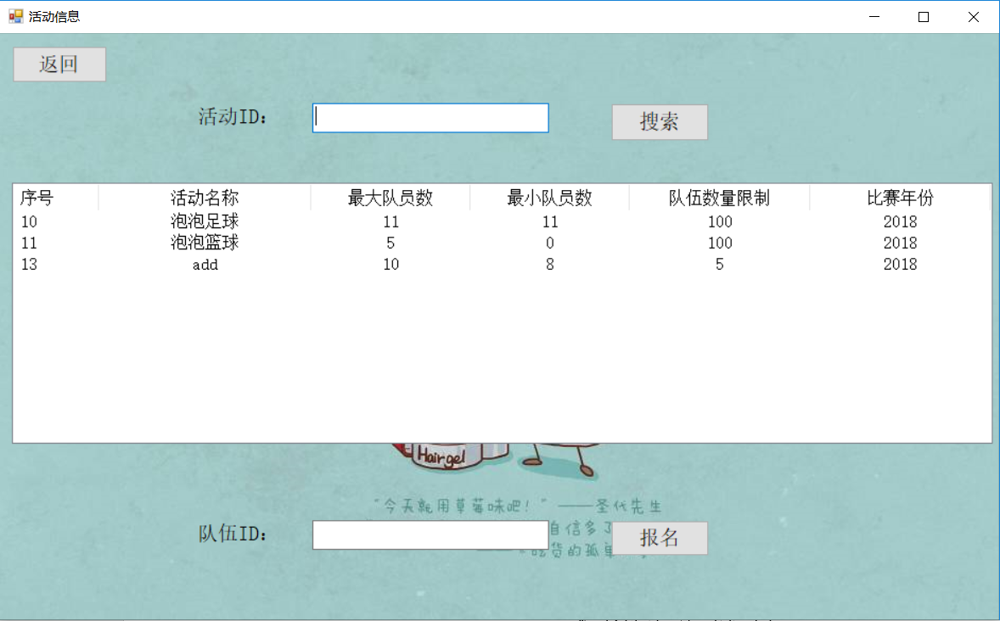 活动信息
返回
活动ID：
搜索
序号 活动名称 最大队员数 最小队员数 队伍数量限制 比赛年份
10 泡泡足球 11 11 100 2018
11 泡泡篮球 5 0 100 2018
13 add 10 8 5 2018
Hairgel
“今天就用草莓味吧！” ——圣代先生
自信多了
队伍ID：
报名
吃货的孤单